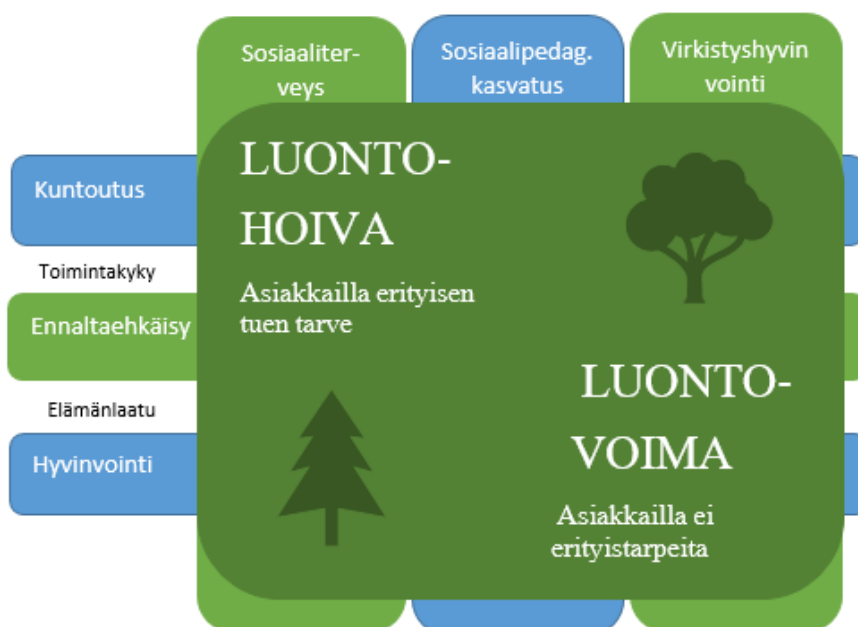 Sosiaaliter-
veys
Sosiaalipedag.
kasvatus
Virkistyshyvin
vointi
Kuntoutus
Toimintakyky
Ennaltaehkäisy
Elämänlaatu
Hyvinvointi
LUONTO-
HOIVA
Asiakkailla erityisen
tuen tarve
LUONTO-
VOIMA
Asiakkailla ei
erityistarpeita